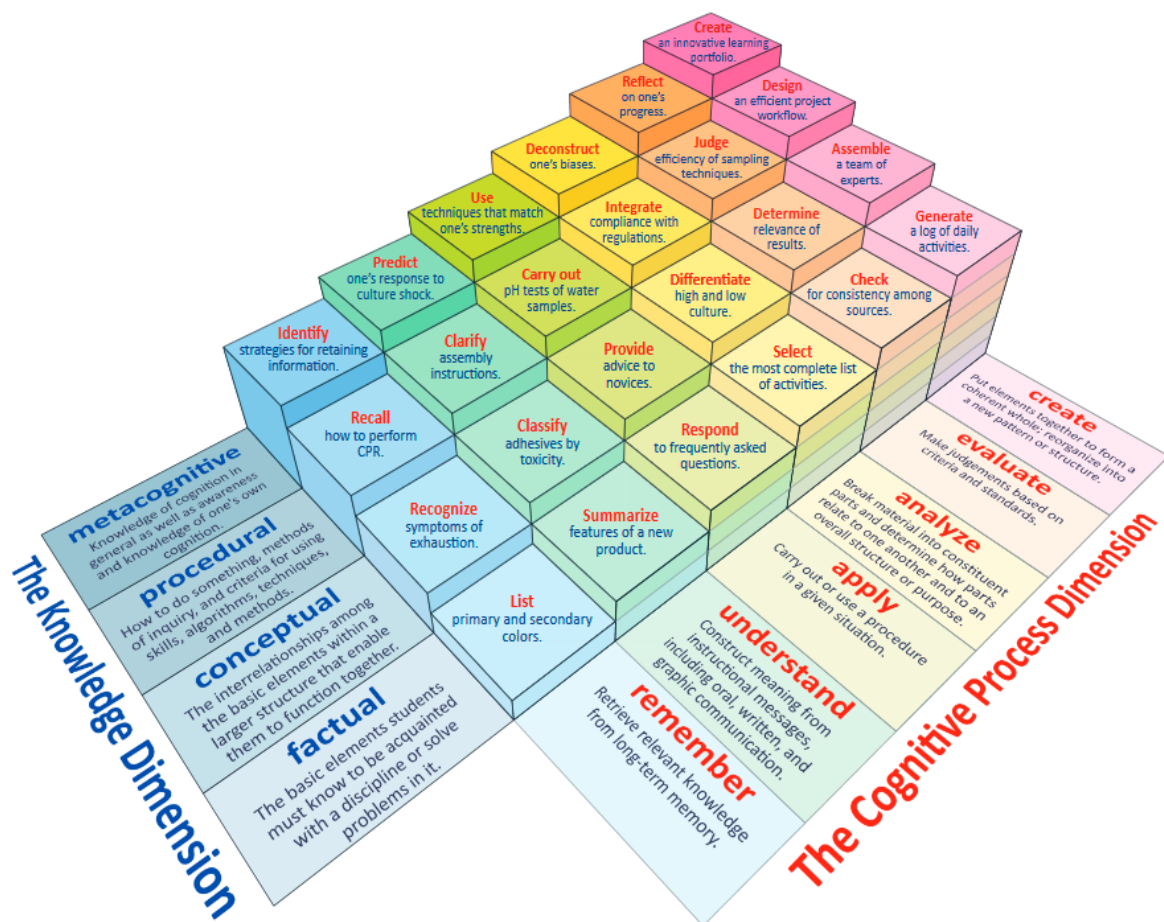 Create
an innovative learning
portfolio.
Reflect
on one's
progress.
Design
an efficient project
workflow.
Deconstruct
one's biases.
Judge
efficiency of sampling
techniques.
Assemble
a team of
experts.
Use
techniques that match
one's strengths.
Integrate
compliance with
regulations.
Determine
relevance of
results.
Generate
a log of daily
activities.
Predict
one's response to
culture shock.
Carry out
pH tests of water
samples.
Differentiate
high and low
culture.
Check
for consistency among
sources.
Identify
strategies for retaining
information.
Clarify
assembly
instructions.
Provide
advice to
novices.
Select
the most complete list
of activities.
Recall
how to perform
CPR.
Classify
adhesives by
toxicity.
Respond
to frequently asked
questions.
Recognize
symptoms of
exhaustion.
Summarize
features of a new
product.
List
primary and secondary
colors.
The Knowledge Dimension
metacognitive
Knowledge of cognition in
general as well as awareness
and knowledge of one's own
cognition.
procedural
How to do something, methods
of inquiry, and criteria for using
skills, algorithms, techniques,
and methods.
conceptual
The interrelationships among
the basic elements within a
larger structure that enable
them to function together.
factual
The basic elements students
must know to be acquainted
with a discipline or solve
problems in it.
The Cognitive Process Dimension
create
Put elements together to form a
coherent whole; reorganize into
a new pattern or structure.
evaluate
Make judgements based on
criteria and standards.
analyze
Break material into constituent
parts and determine how parts
relate to one another and to an
overall structure or purpose.
apply
Carry out or use a procedure
in a given situation.
understand
Construct meaning from
instructional messages,
including oral, written, and
graphic communication.
remember
Retrieve relevant knowledge
from long-term memory.